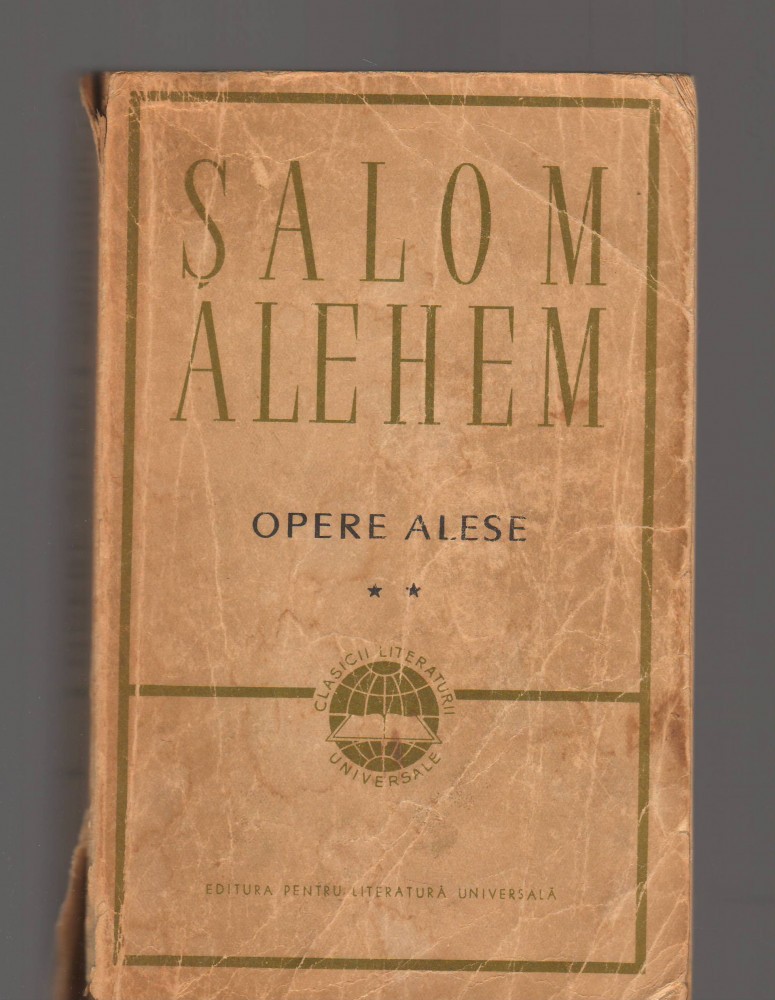 ȘALOM
ALEHEM
OPERE ALESE
★ ★
CLASICII LITERATURII
UNIVERSALE
EDITURA PENTRU LITERATURĂ UNIVERSALĂ